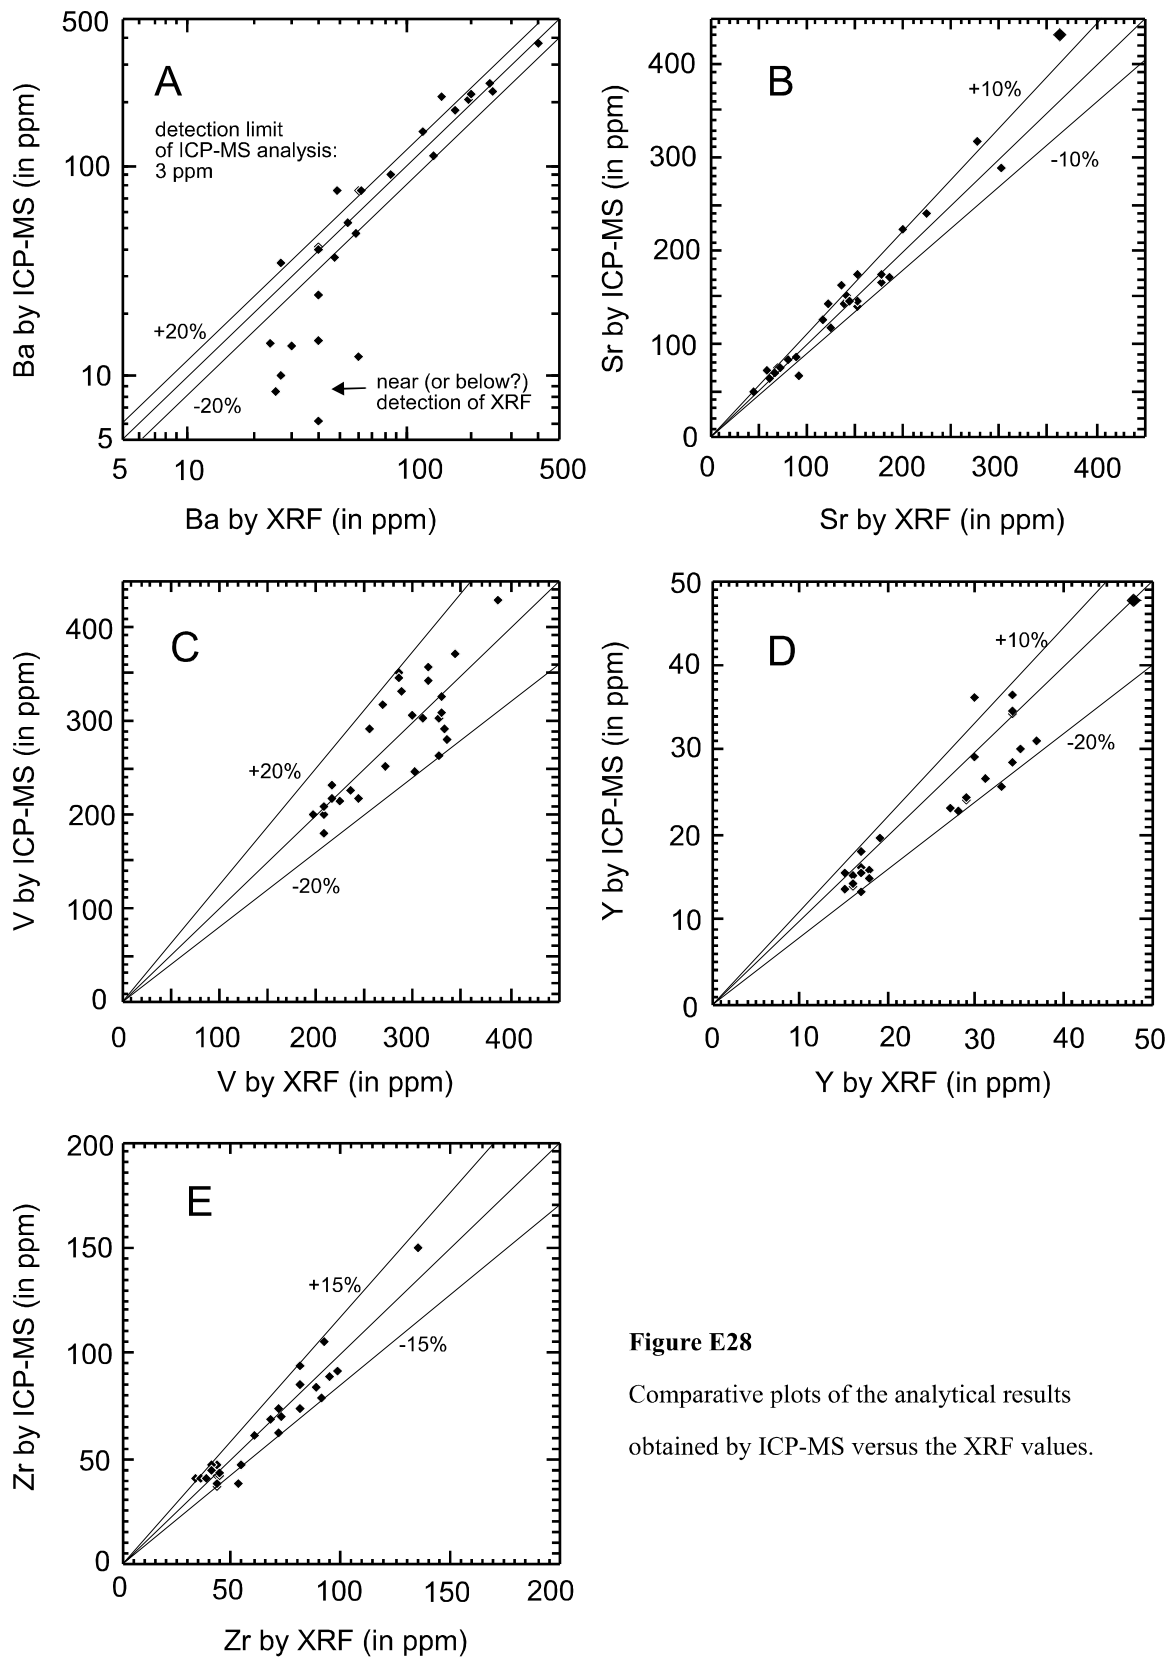 A
detection limit
of ICP-MS analysis:
3 ppm
+20%
-20%
near (or below?)
detection of XRF
500
100
10
5
5 10 100 500
Ba by ICP-MS (in ppm)
Ba by XRF (in ppm)
B
+10%
-10%
400
300
200
100
0
0 100 200 300 400
Sr by ICP-MS (in ppm)
Sr by XRF (in ppm)
C
+20%
-20%
400
300
200
100
0
0 100 200 300 400
V by ICP-MS (in ppm)
V by XRF (in ppm)
D
+10%
-20%
50
40
30
20
10
0
0 10 20 30 40 50
Y by ICP-MS (in ppm)
Y by XRF (in ppm)
E
+15%
-15%
200
150
100
50
0
0 50 100 150 200
Zr by ICP-MS (in ppm)
Zr by XRF (in ppm)
Figure E28
Comparative plots of the analytical results
obtained by ICP-MS versus the XRF values.